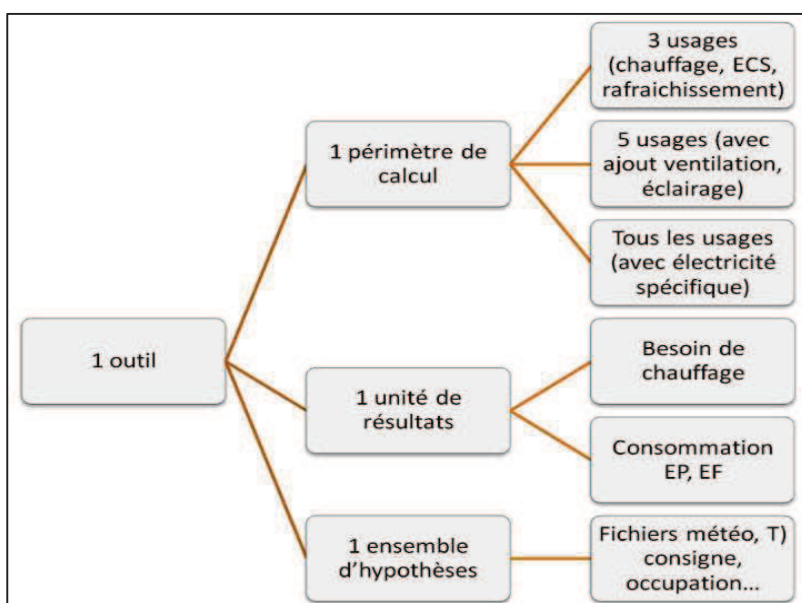 1 outil
1 périmètre de
calcul
3 usages
(chauffage, ECS,
rafraichissement)
5 usages (avec
ajout ventilation,
éclairage)
Tous les usages
(avec électricité
spécifique)
1 unité de
résultats
Besoin de
chauffage
Consommation
EP, EF
1 ensemble
d’hypothèses
Fichiers météo, T)
consigne,
occupation...